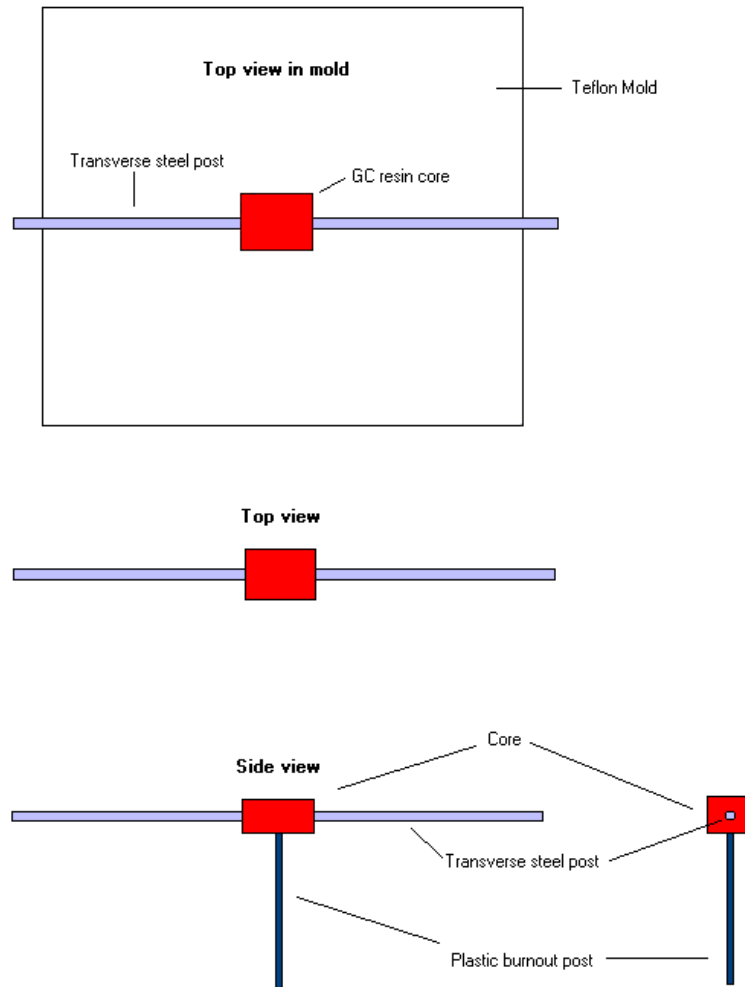 Top view in mold
Teflon Mold
Transverse steel post
GC resin core
Top view
Core
Side view
Transverse steel post
Plastic burnout post